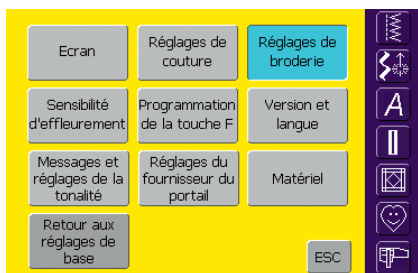 Ecran
Réglages de
couture
Réglages de
broderie
Sensibilité
d'effleurement
Programmation
de la touche F
Version et
langue
Messages et
réglages de la
tonalité
Réglages du
fournisseur du
portail
Matériel
Retour aux
réglages de
base
ESC
A